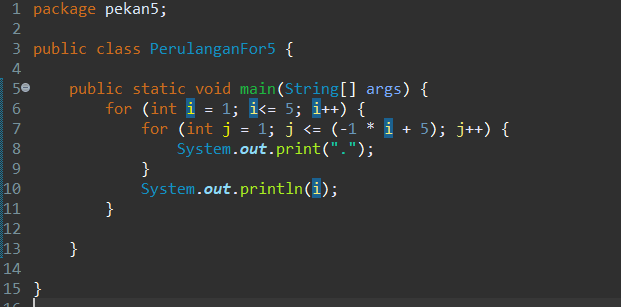 1 package pekan5;
2
3 public class PerulanganFor5 {
4
5     public static void main(String[] args) {
6         for (int i = 1; i<= 5; i++) {
7             for (int j = 1; j <= (-1 * i + 5); j++) {
8                 System.out.print(".");
9             }
10             System.out.println(i);
11         }
12
13     }
14
15 }
16